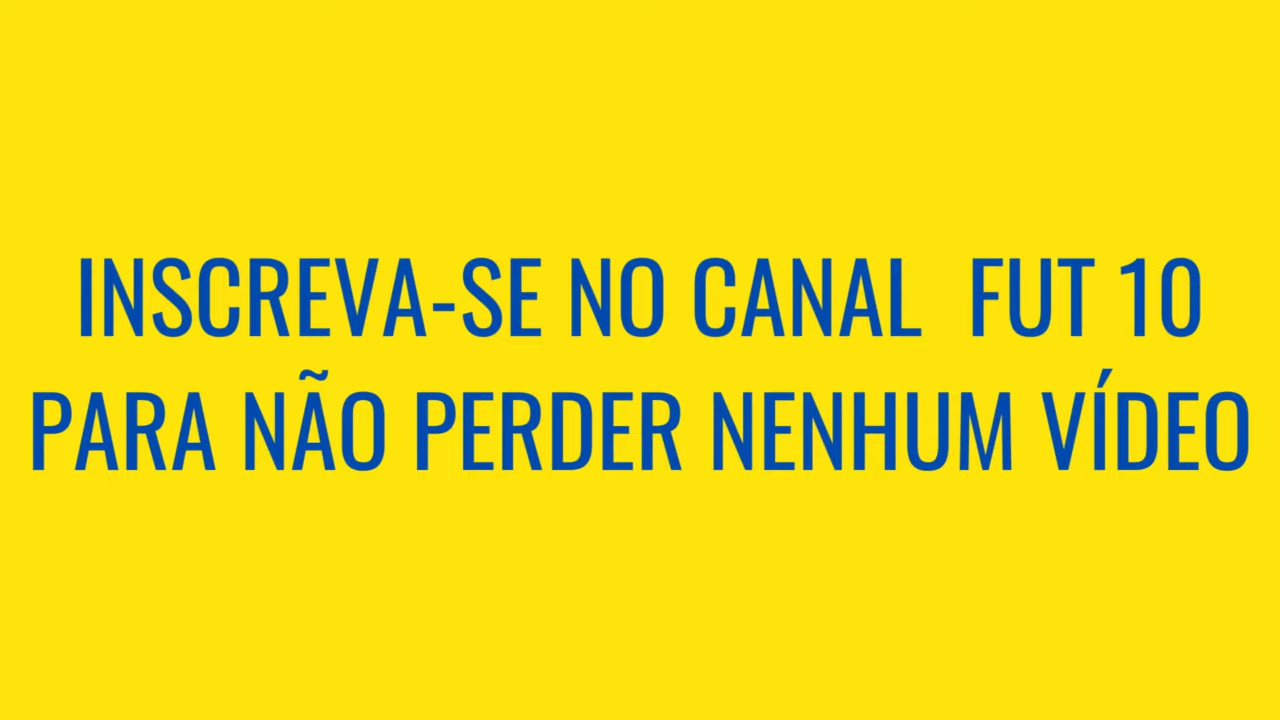 INSCREVA-SE NO CANAL  FUT 10
PARA NÃO PERDER NENHUM VÍDEO